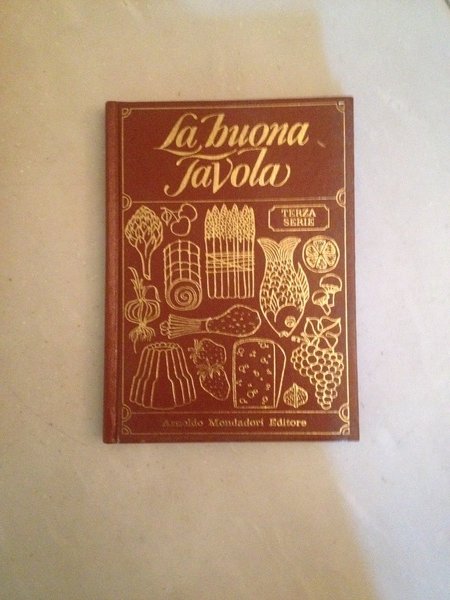 La buona
Tavola
TERZA
SERIE
Arnoldo Mondadori Editore